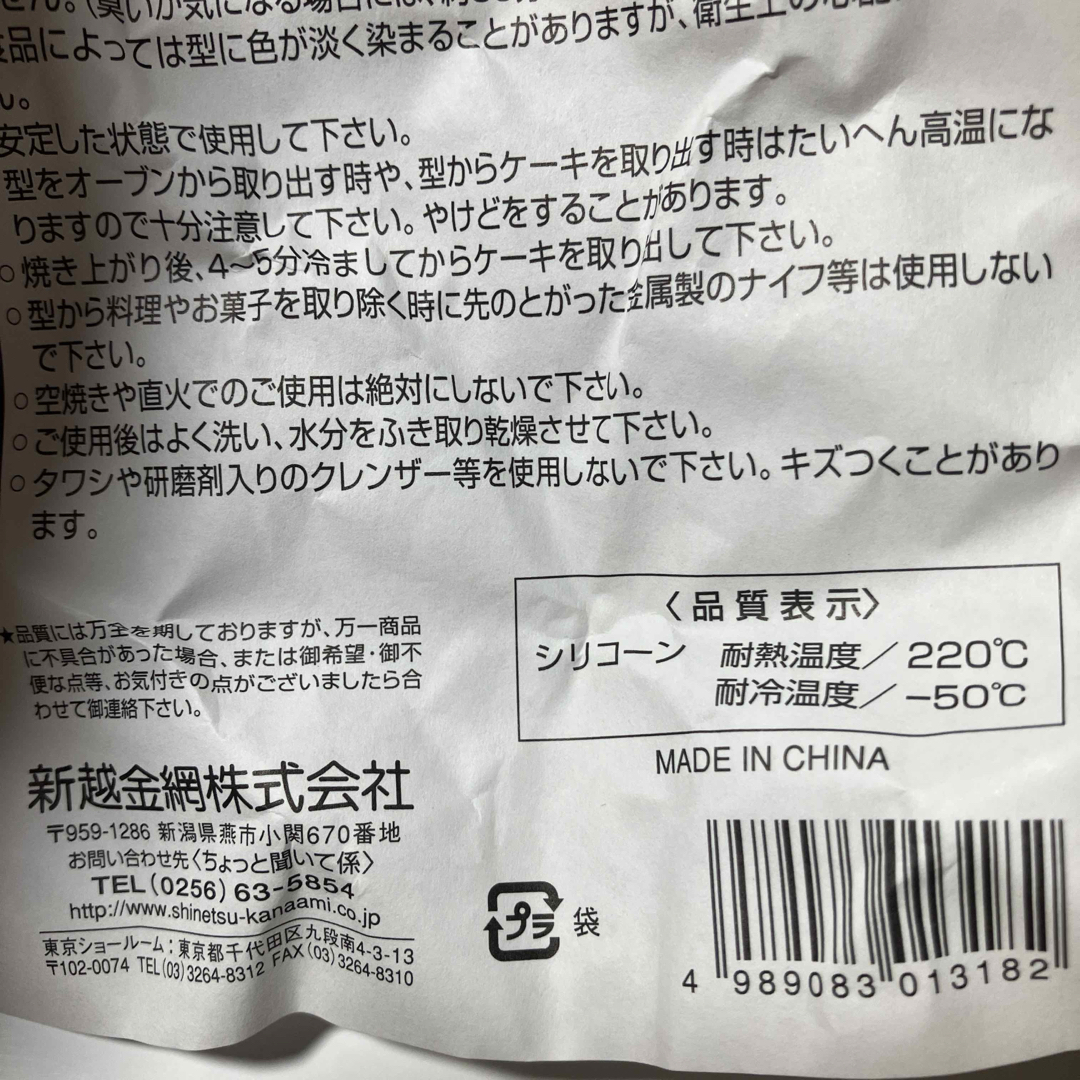 せん。(臭いが気になる場合には、約
品によっては型に色が淡く染まることがありますが、衛生上の心配
ん。
安定した状態で使用して下さい。
型をオーブンから取り出す時や、型からケーキを取り出す時はたいへん高温にな
りますので十分注意して下さい。やけどをすることがあります。
○焼き上がり後、4〜5分冷ましてからケーキを取り出して下さい。
○型から料理やお菓子を取り除く時に先のとがった金属製のナイフ等は使用しない
で下さい。
○空焼きや直火でのご使用は絶対にしないで下さい。
○ご使用後はよく洗い、水分をふき取り乾燥させて下さい。
○タワシや研磨剤入りのクレンザー等を使用しないで下さい。キズつくことがあり
ます。
★品質には万全を期しておりますが、万一商品
に不具合があった場合、または御希望・御不
便な点等、お気付きの点がございましたら合
わせて御連絡下さい。
〈品質表示〉
シリコーン 耐熱温度／220℃
耐冷温度／−50℃
MADE IN CHINA
新越金網株式会社
〒959-1286 新潟県燕市小関670番地
お問い合わせ先〈ちょっと聞いて係〉
TEL(0256)63-5854
http://www.shinetsu-kanaami.co.jp
東京ショールーム：東京都千代田区九段南4-3-13
〒102-0074 TEL(03)3264-8312 FAX(03)3264-8310
プラ 袋
4 989083 013182